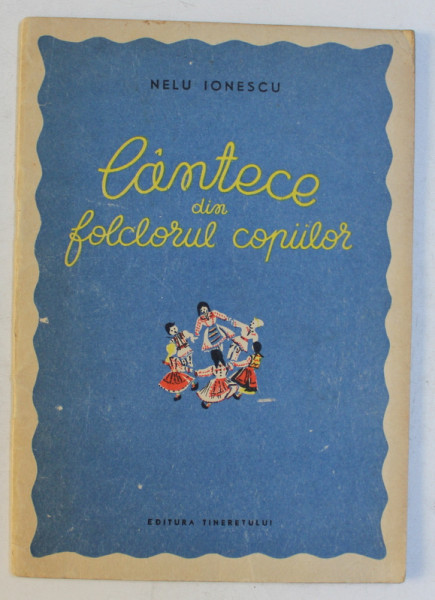 NELU IONESCU
Cântece
din
folclorul copiilor
EDITURA TINERETULUI